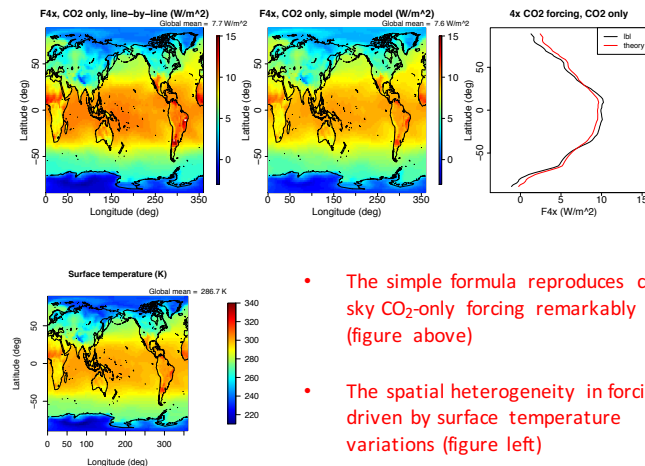 F4x, CO2 only, line−by−line (W/m^2)
Global mean = 7.7 W/m^2
Latitude (deg)
50
0
−50
0 50 150 250 350
Longitude (deg)
15
10
5
0
F4x, CO2 only, simple model (W/m^2)
Global mean = 7.6 W/m^2
Latitude (deg)
50
0
−50
0 50 150 250 350
Longitude (deg)
15
10
5
0
4x CO2 forcing, CO2 only
lbl
theory
Latitude (deg)
50
0
−50
0 5 10 15
F4x (W/m^2)
Surface temperature (K)
Global mean = 286.7 K
Latitude (deg)
50
0
−50
0 50 150 250 350
Longitude (deg)
340
320
300
280
260
240
220
• The simple formula reproduces
sky CO₂-only forcing remarkably
(figure above)
• The spatial heterogeneity in
driven by surface temperature
variations (figure left)